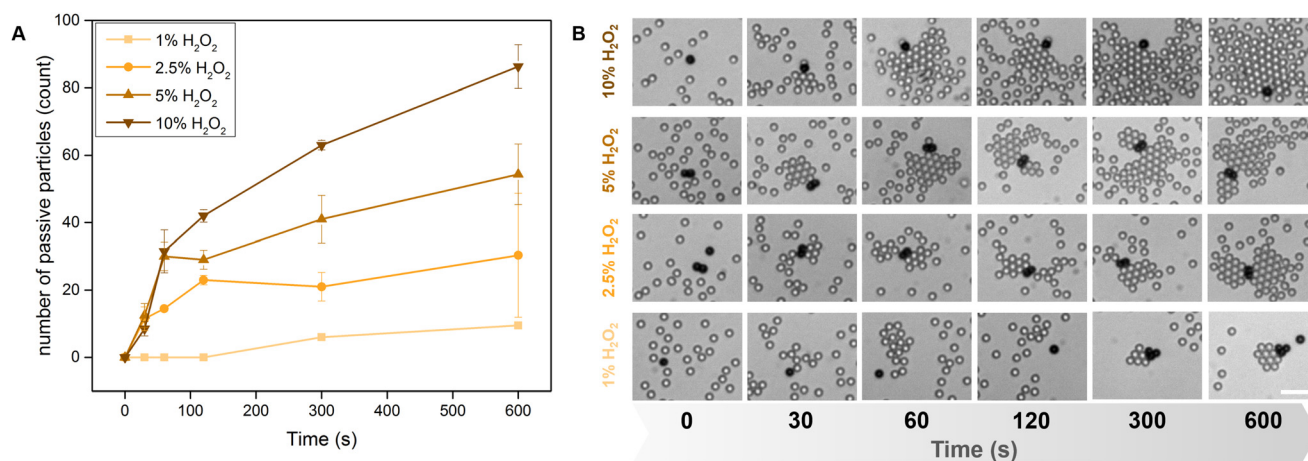 A
number of passive particles (count)
100
80
60
40
20
0
1% H₂O₂
2.5% H₂O₂
5% H₂O₂
10% H₂O₂
0 100 200 300 400 500 600
Time (s)
B
10% H₂O₂
5% H₂O₂
2.5% H₂O₂
1% H₂O₂
0 30 60 120 300 600
Time (s)